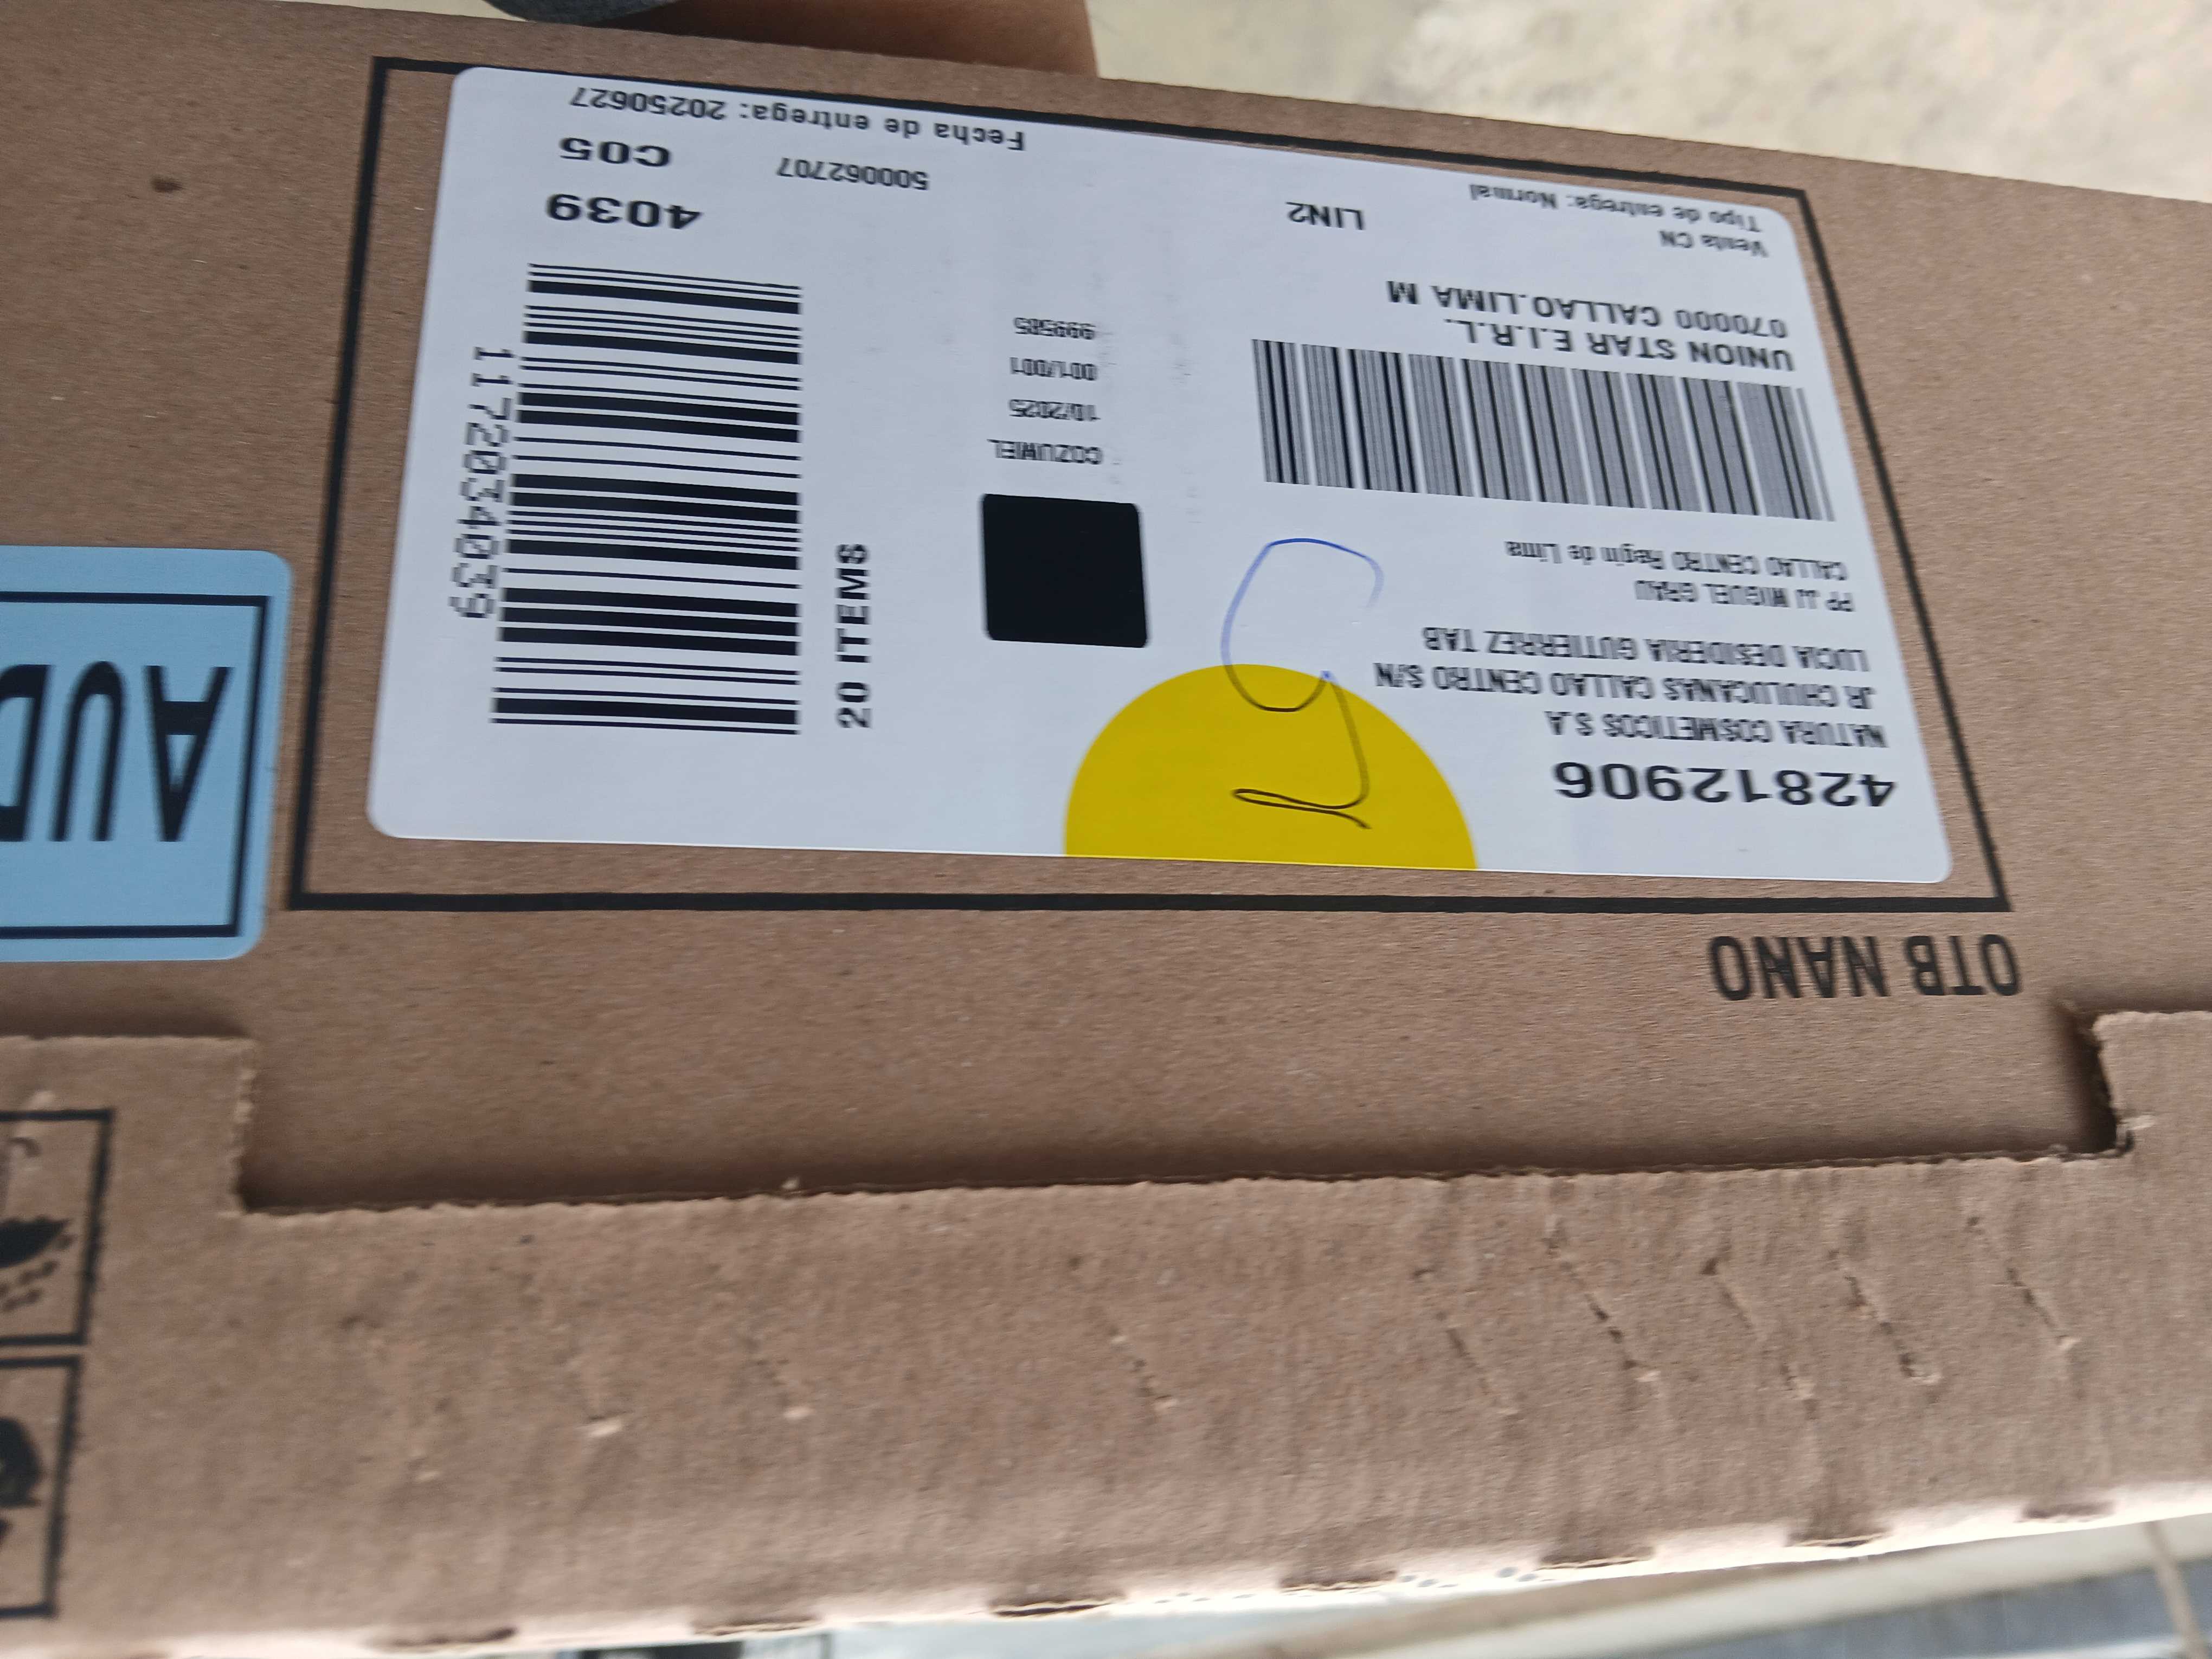 OTB NANO
42812906
NATURA COSMETICOS S.A
JR CHULUCANAS CALLAO CENTRO S/N
LUCIA DESIDERIA GUTIERREZ TAB
PP.JJ MIGUEL GRAU
CALLAO CENTRO Regin de Lima
UNION STAR E.I.R.L.
070000 CALLAO.LIMA M
Venta CN
Tipo de entrega: Normal
LIN2
COZUMEL
10/2025
001/001
999585
20 ITEMS
11720344039
4039
C05
500062707
Fecha de entrega: 20250627